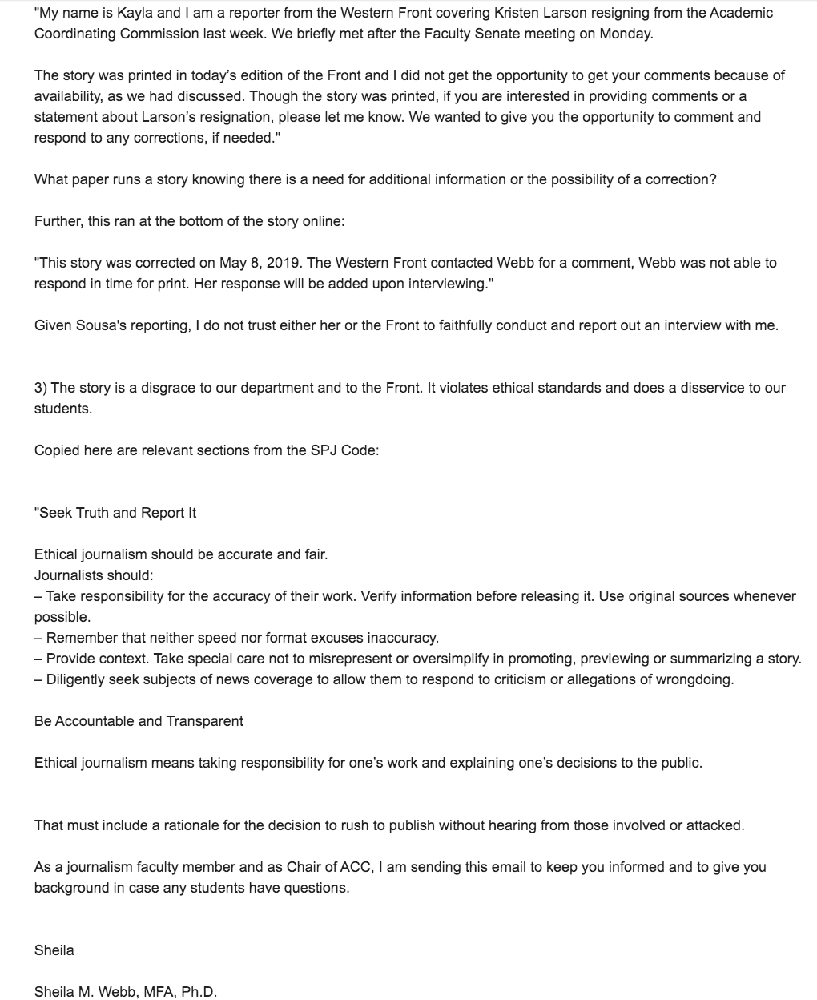 "My name is Kayla and I am a reporter from the Western Front covering Kristen Larson resigning from the Academic
Coordinating Commission last week. We briefly met after the Faculty Senate meeting on Monday.
The story was printed in today’s edition of the Front and I did not get the opportunity to get your comments because of
availability, as we had discussed. Though the story was printed, if you are interested in providing comments or a
statement about Larson’s resignation, please let me know. We wanted to give you the opportunity to comment and
respond to any corrections, if needed."
What paper runs a story knowing there is a need for additional information or the possibility of a correction?
Further, this ran at the bottom of the story online:
"This story was corrected on May 8, 2019. The Western Front contacted Webb for a comment, Webb was not able to
respond in time for print. Her response will be added upon interviewing."
Given Sousa's reporting, I do not trust either her or the Front to faithfully conduct and report out an interview with me.
3) The story is a disgrace to our department and to the Front. It violates ethical standards and does a disservice to our
students.
Copied here are relevant sections from the SPJ Code:
"Seek Truth and Report It
Ethical journalism should be accurate and fair.
Journalists should:
– Take responsibility for the accuracy of their work. Verify information before releasing it. Use original sources whenever
possible.
– Remember that neither speed nor format excuses inaccuracy.
– Provide context. Take special care not to misrepresent or oversimplify in promoting, previewing or summarizing a story.
– Diligently seek subjects of news coverage to allow them to respond to criticism or allegations of wrongdoing.
Be Accountable and Transparent
Ethical journalism means taking responsibility for one’s work and explaining one’s decisions to the public.
That must include a rationale for the decision to rush to publish without hearing from those involved or attacked.
As a journalism faculty member and as Chair of ACC, I am sending this email to keep you informed and to give you
background in case any students have questions.
Sheila
Sheila M. Webb, MFA, Ph.D.